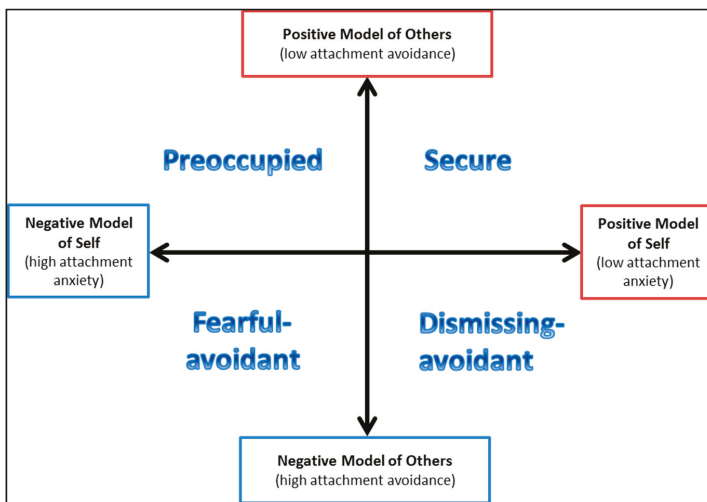 Positive Model of Others
(low attachment avoidance)
Preoccupied
Secure
Negative Model
of Self
(high attachment
anxiety)
Positive Model
of Self
(low attachment
anxiety)
Fearful-
avoidant
Dismissing-
avoidant
Negative Model of Others
(high attachment avoidance)